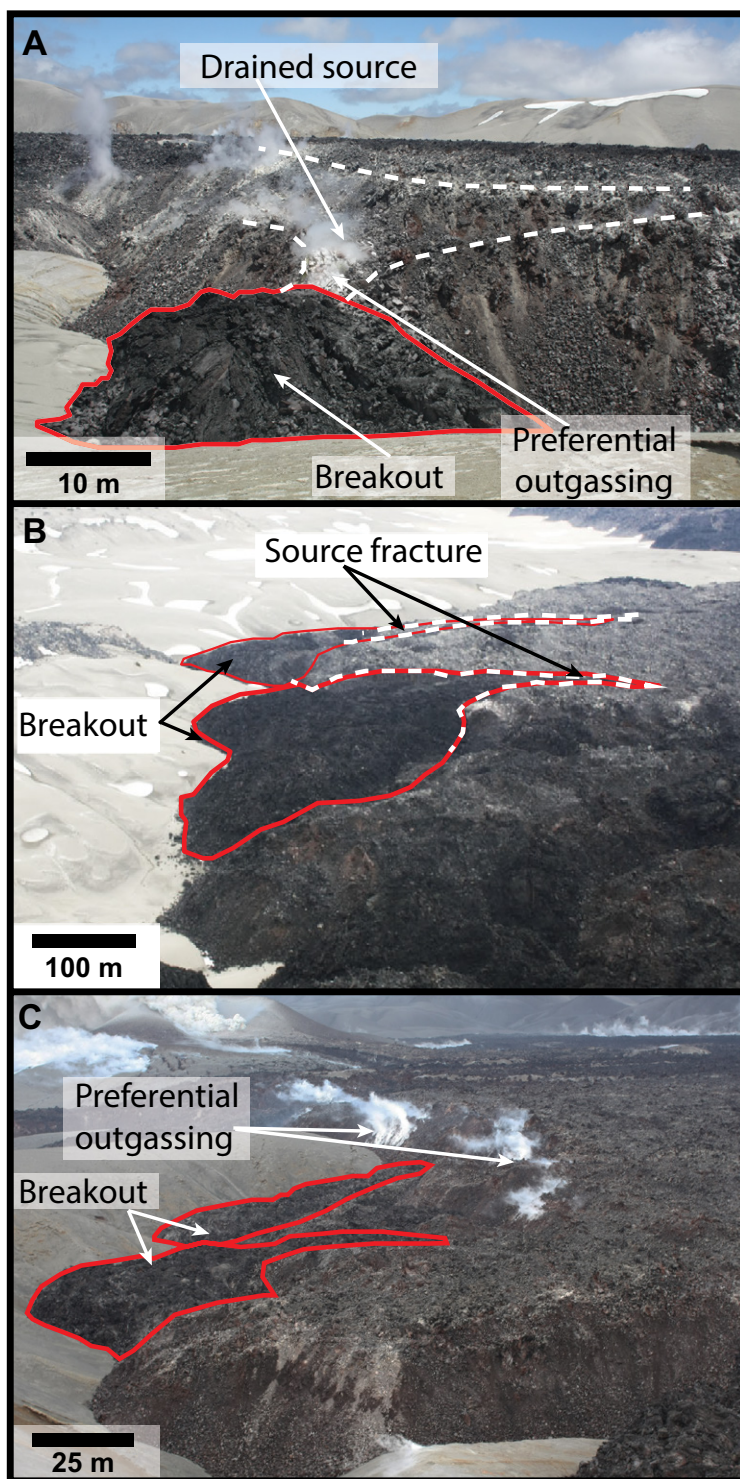 A
Drained source
Preferential
outgassing
Breakout
10 m
B
Source fracture
Breakout
100 m
C
Preferential
outgassing
Breakout
25 m